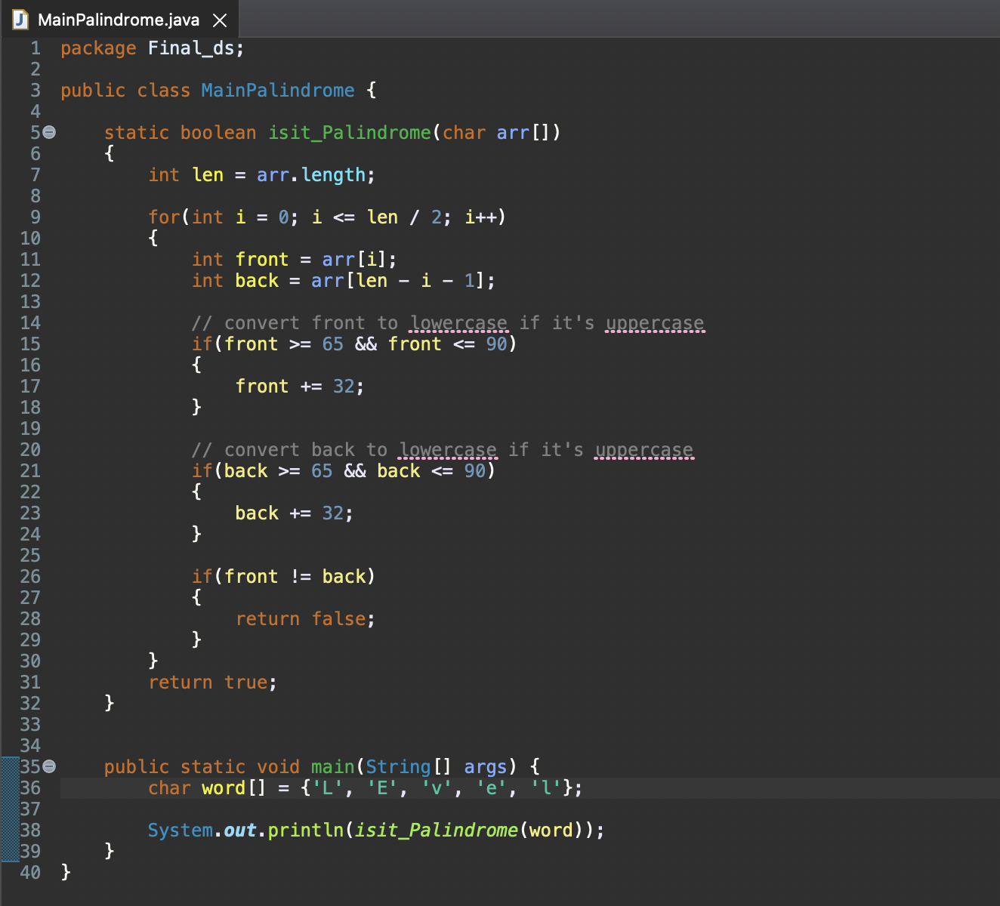 MainPalindrome.java
1 package Final_ds;
2
3 public class MainPalindrome {
4
5     static boolean isit_Palindrome(char arr[])
6     {
7         int len = arr.length;
8
9         for(int i = 0; i <= len / 2; i++)
10         {
11             int front = arr[i];
12             int back = arr[len - i - 1];
13
14             // convert front to lowercase if it's uppercase
15             if(front >= 65 && front <= 90)
16             {
17                 front += 32;
18             }
19
20             // convert back to lowercase if it's uppercase
21             if(back >= 65 && back <= 90)
22             {
23                 back += 32;
24             }
25
26             if(front != back)
27             {
28                 return false;
29             }
30         }
31         return true;
32     }
33
34
35     public static void main(String[] args) {
36         char word[] = {'L', 'E', 'v', 'e', 'l'};
37
38         System.out.println(isit_Palindrome(word));
39     }
40 }